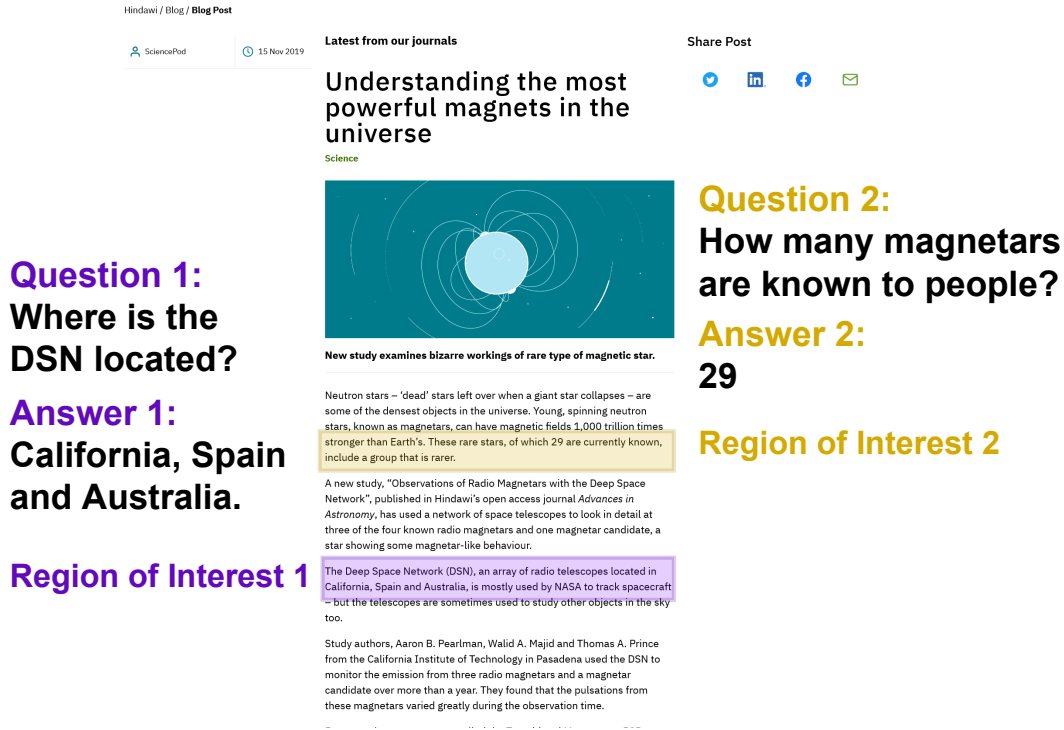 Hindawi / Blog / Blog Post
SciencePod
15 Nov 2019
Latest from our journals
Share Post
Understanding the most
powerful magnets in the
universe
Science
New study examines bizarre workings of rare type of magnetic star.
Neutron stars – ‘dead’ stars left over when a giant star collapses – are
some of the densest objects in the universe. Young, spinning neutron
stars, known as magnetars, can have magnetic fields 1,000 trillion times
stronger than Earth’s. These rare stars, of which 29 are currently known,
include a group that is rarer.
A new study, “Observations of Radio Magnetars with the Deep Space
Network”, published in Hindawi’s open access journal Advances in
Astronomy, has used a network of space telescopes to look in detail at
three of the four known radio magnetars and one magnetar candidate, a
star showing some magnetar-like behaviour.
The Deep Space Network (DSN), an array of radio telescopes located in
California, Spain and Australia, is mostly used by NASA to track spacecraft
– but the telescopes are sometimes used to study other objects in the sky
too.
Study authors, Aaron B. Pearlman, Walid A. Majid and Thomas A. Prince
from the California Institute of Technology in Pasadena used the DSN to
monitor the emission from three radio magnetars and a magnetar
candidate over more than a year. They found that the pulsations from
these magnetars varied greatly during the observation time.
Question 1:
Where is the
DSN located?
Answer 1:
California, Spain
and Australia.
Region of Interest 1
Question 2:
How many magnetars
are known to people?
Answer 2:
29
Region of Interest 2